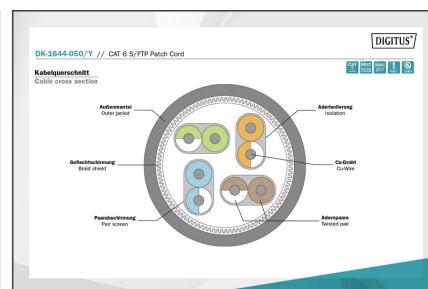 DIGITUS®
DK-1644-050/Y // CAT 6 S/FTP Patch Cord
Kabelquerschnitt
Cable cross section
Außenmantel
Outer jacket
Aderisolierung
Isolation
Geflechtschirmung
Braid shield
Cu-Draht
Cu-Wire
Paarabschirmung
Pair screen
Adernpaare
Twisted pair